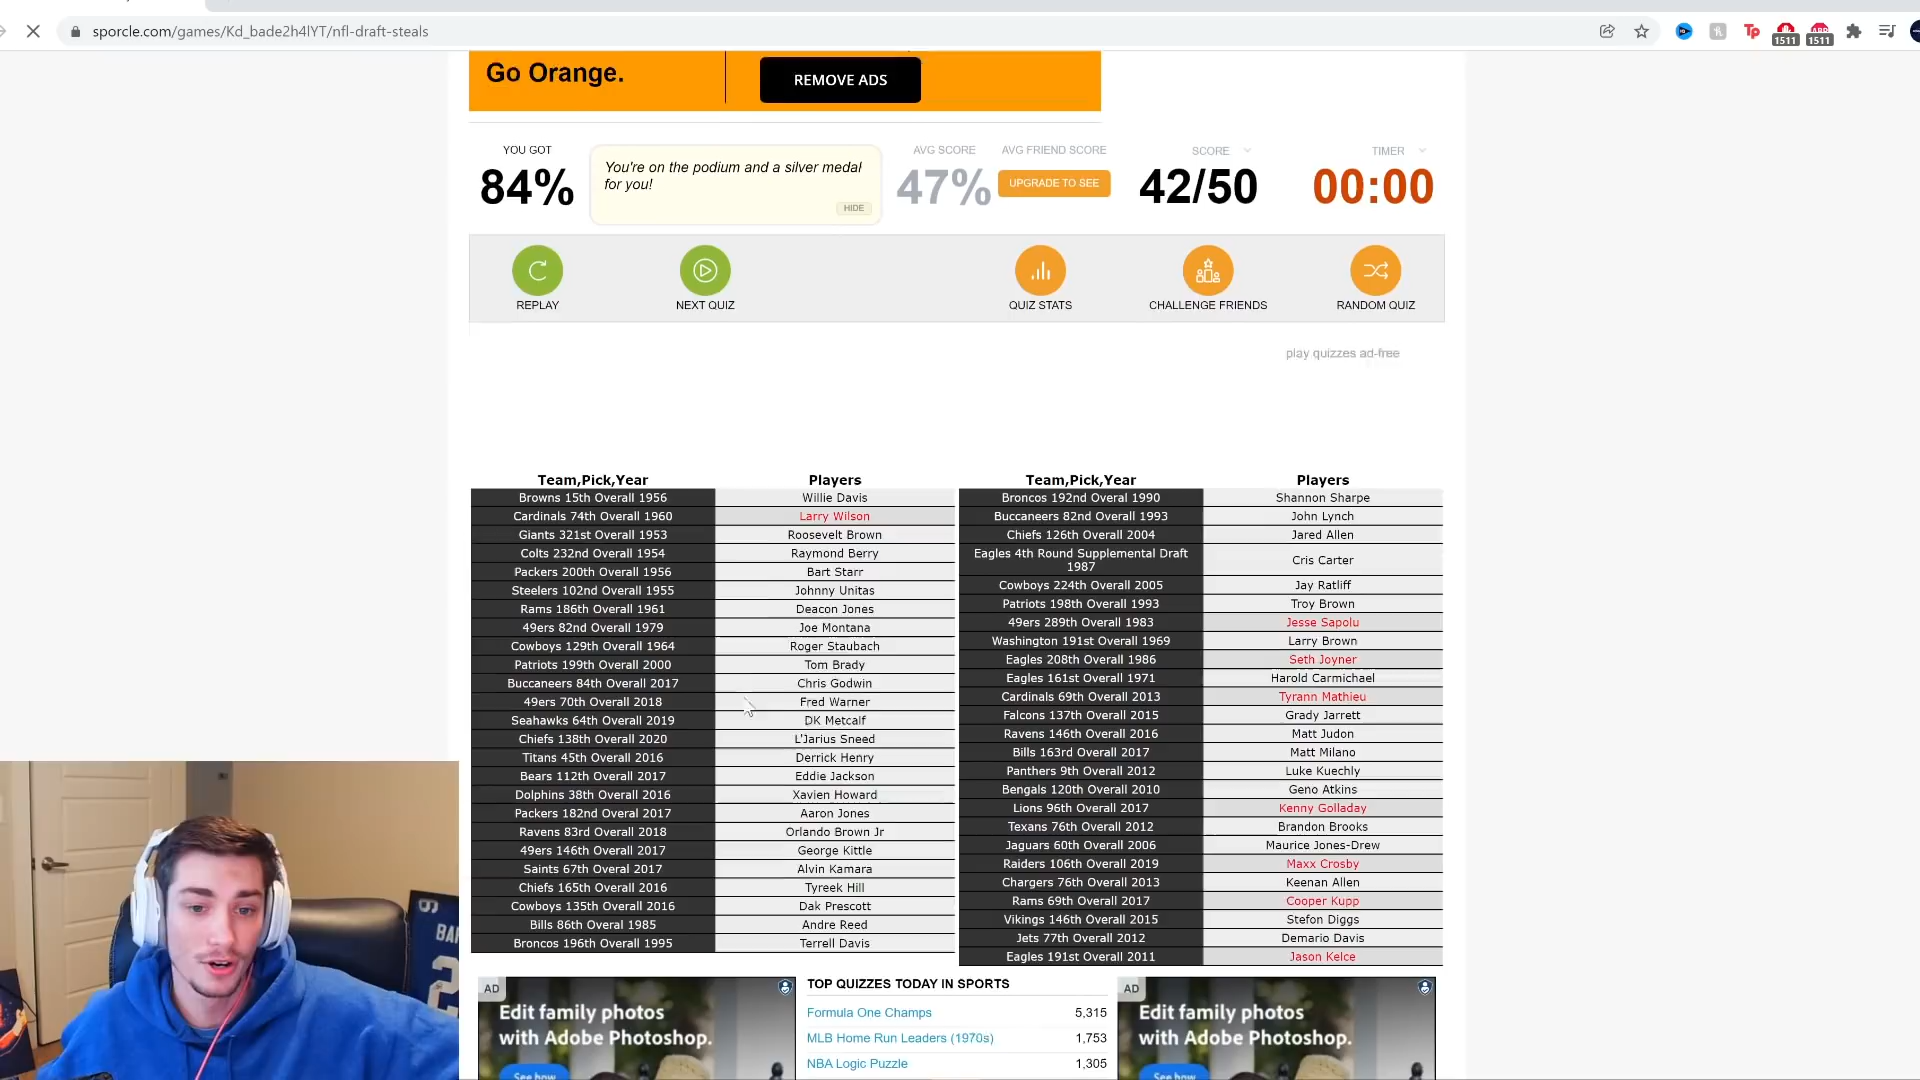 sporcle.com/games/Kd_bade2h4lYT/nfl-draft-steals
Tp
1511
1511
Go Orange.
REMOVE ADS
YOU GOT
84%
You're on the podium and a silver medal
for you!
HIDE
AVG SCORE
47%
AVG FRIEND SCORE
UPGRADE TO SEE
SCORE
42/50
TIMER
00:00
REPLAY
NEXT QUIZ
QUIZ STATS
CHALLENGE FRIENDS
RANDOM QUIZ
play quizzes ad-free
Team,Pick,Year Players
Browns 15th Overall 1956 Willie Davis
Cardinals 74th Overall 1960 Larry Wilson
Giants 321st Overall 1953 Roosevelt Brown
Colts 232nd Overall 1954 Raymond Berry
Packers 200th Overall 1956 Bart Starr
Steelers 102nd Overall 1955 Johnny Unitas
Rams 186th Overall 1961 Deacon Jones
49ers 82nd Overall 1979 Joe Montana
Cowboys 129th Overall 1964 Roger Staubach
Patriots 199th Overall 2000 Tom Brady
Buccaneers 84th Overall 2017 Chris Godwin
49ers 70th Overall 2018 Fred Warner
Seahawks 64th Overall 2019 DK Metcalf
Chiefs 138th Overall 2020 L'Jarius Sneed
Titans 45th Overall 2016 Derrick Henry
Bears 112th Overall 2017 Eddie Jackson
Dolphins 38th Overall 2016 Xavien Howard
Packers 182nd Overal 2017 Aaron Jones
Ravens 83rd Overall 2018 Orlando Brown Jr
49ers 146th Overall 2017 George Kittle
Saints 67th Overal 2017 Alvin Kamara
Chiefs 165th Overall 2016 Tyreek Hill
Cowboys 135th Overall 2016 Dak Prescott
Bills 86th Overal 1985 Andre Reed
Broncos 196th Overall 1995 Terrell Davis
Team,Pick,Year Players
Broncos 192nd Overal 1990 Shannon Sharpe
Buccaneers 82nd Overall 1993 John Lynch
Chiefs 126th Overall 2004 Jared Allen
Eagles 4th Round Supplemental Draft
1987 Cris Carter
Cowboys 224th Overall 2005 Jay Ratliff
Patriots 198th Overall 1993 Troy Brown
49ers 289th Overall 1983 Jesse Sapolu
Washington 191st Overall 1969 Larry Brown
Eagles 208th Overall 1986 Seth Joyner
Eagles 161st Overall 1971 Harold Carmichael
Cardinals 69th Overall 2013 Tyrann Mathieu
Falcons 137th Overall 2015 Grady Jarrett
Ravens 146th Overall 2016 Matt Judon
Bills 163rd Overall 2017 Matt Milano
Panthers 9th Overall 2012 Luke Kuechly
Bengals 120th Overall 2010 Geno Atkins
Lions 96th Overall 2017 Kenny Golladay
Texans 76th Overall 2012 Brandon Brooks
Jaguars 60th Overall 2006 Maurice Jones-Drew
Raiders 106th Overall 2019 Maxx Crosby
Chargers 76th Overall 2013 Keenan Allen
Rams 69th Overall 2017 Cooper Kupp
Vikings 146th Overall 2015 Stefon Diggs
Jets 77th Overall 2012 Demario Davis
Eagles 191st Overall 2011 Jason Kelce
AD
Edit family photos
with Adobe Photoshop.
See how
TOP QUIZZES TODAY IN SPORTS
Formula One Champs 5,315
MLB Home Run Leaders (1970s) 1,753
NBA Logic Puzzle 1,305
AD
Edit family photos
with Adobe Photoshop.
See how